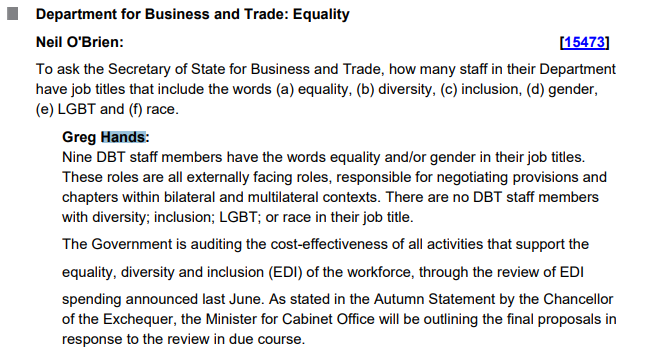 Department for Business and Trade: Equality
Neil O'Brien: [15473]
To ask the Secretary of State for Business and Trade, how many staff in their Department
have job titles that include the words (a) equality, (b) diversity, (c) inclusion, (d) gender,
(e) LGBT and (f) race.
Greg Hands:
Nine DBT staff members have the words equality and/or gender in their job titles.
These roles are all externally facing roles, responsible for negotiating provisions and
chapters within bilateral and multilateral contexts. There are no DBT staff members
with diversity; inclusion; LGBT; or race in their job title.
The Government is auditing the cost-effectiveness of all activities that support the
equality, diversity and inclusion (EDI) of the workforce, through the review of EDI
spending announced last June. As stated in the Autumn Statement by the Chancellor
of the Exchequer, the Minister for Cabinet Office will be outlining the final proposals in
response to the review in due course.